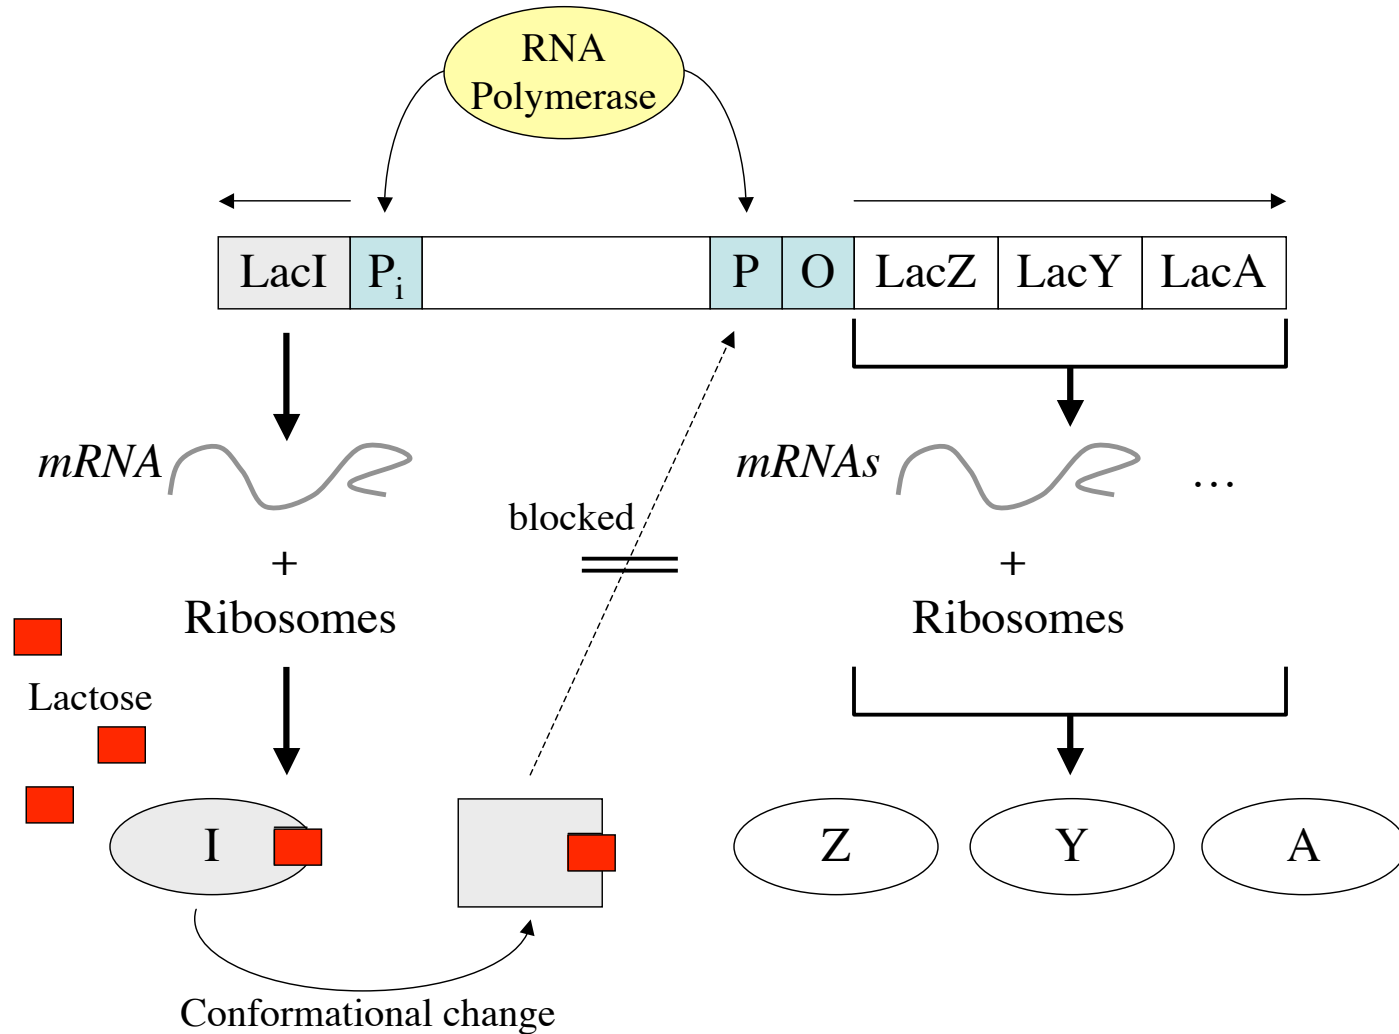 RNA
Polymerase
LacI Pi P O LacZ LacY LacA
mRNA mRNAs ...
blocked
+ +
Ribosomes Ribosomes
Lactose
I Z Y A
Conformational change